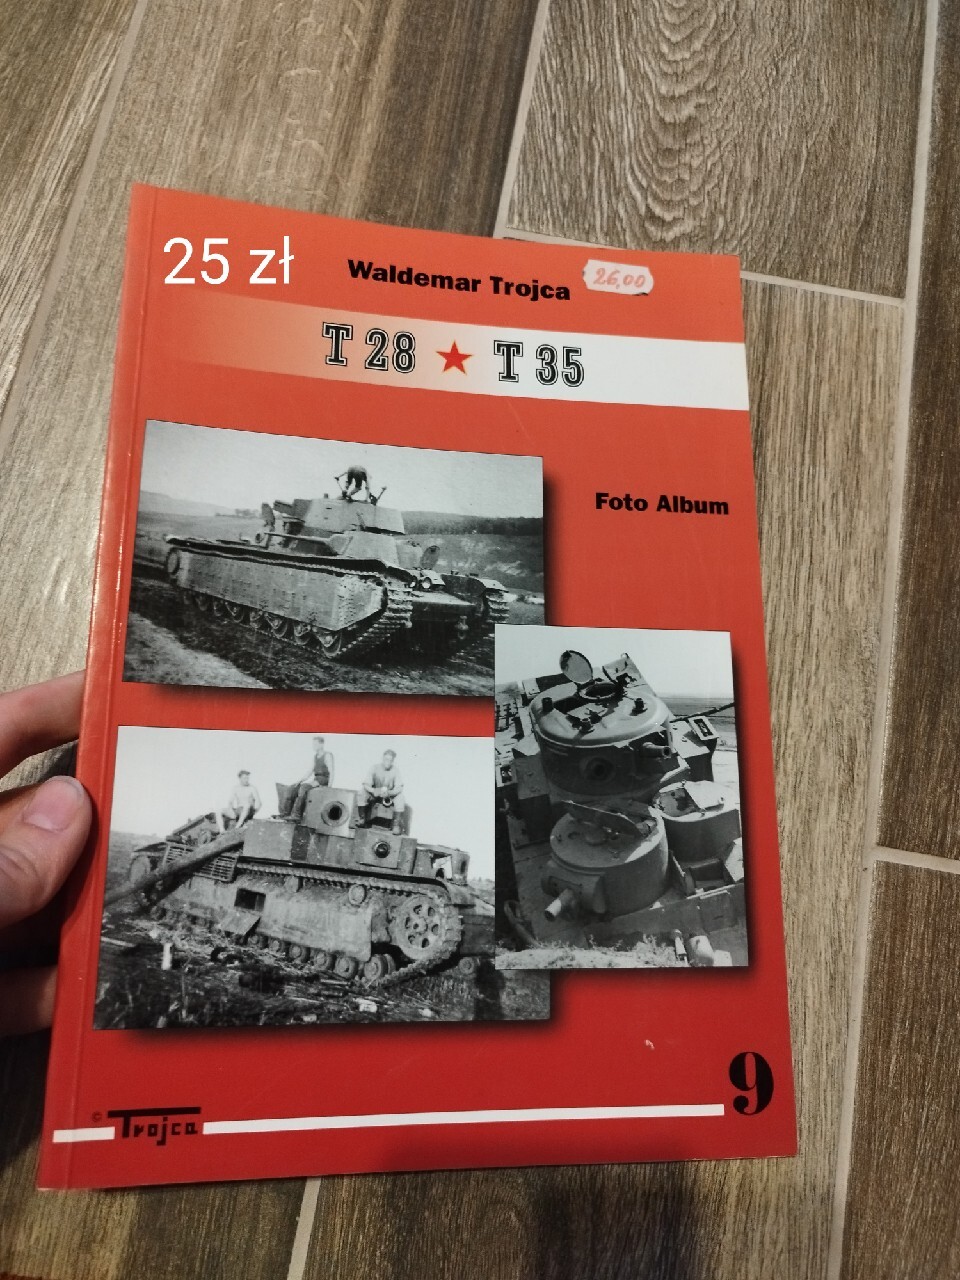 25 zł
Waldemar Trojca
26,00
T 28 ★ T 35
Foto Album
9
© Trojca